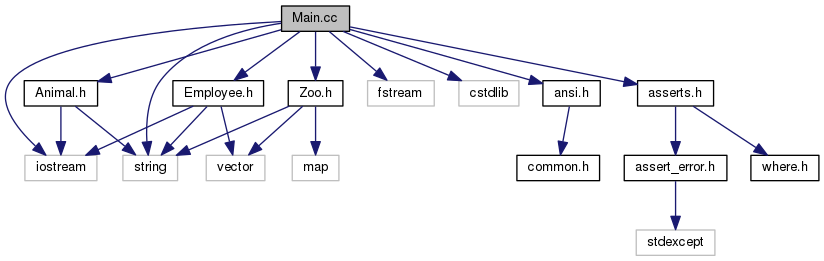 Main.cc
Animal.h
Employee.h
Zoo.h
fstream
cstdlib
ansi.h
asserts.h
iostream
string
vector
map
common.h
assert_error.h
where.h
stdexcept